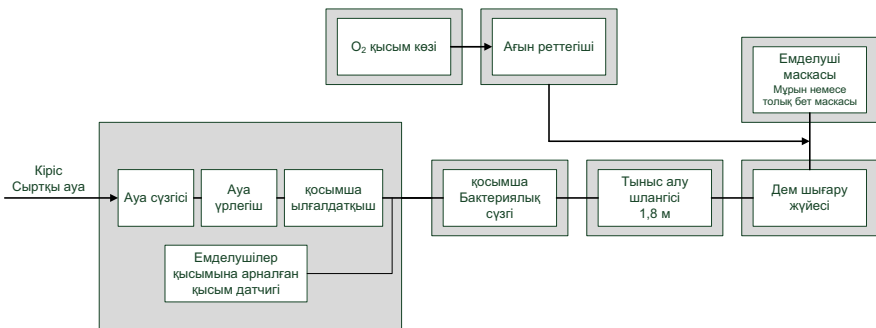 O₂ қысым көзі
Ағын реттегіші
Емделуші
маскасы
Мұрын немесе
толық бет маскасы
Кіріс
Сыртқы ауа
Ауа сүзгісі
Ауа
үрлегіш
қосымша
ылғалдатқыш
қосымша
Бактериялық
сүзгі
Тыныс алу
шлангісі
1,8 м
Дем шығару
жүйесі
Емделушілер
қысымына арналған
қысым датчигі